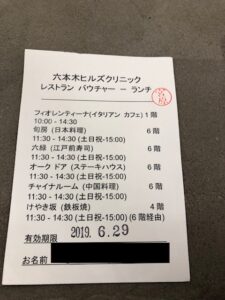 六本木ヒルズクリニック
レストラン バウチャー － ランチ
フィオレンティーナ(イタリアン カフェ) 1 階
10:00 - 14:30
旬房 (日本料理) 6 階
11:30 - 14:30 (土日祝-15:00)
六緑 (江戸前寿司) 6 階
11:30 - 14:30 (土日祝-15:00)
オーク ドア (ステーキハウス) 6 階
11:30 - 14:30 (土日祝-15:00)
チャイナルーム (中国料理) 6 階
11:30 - 14:30 (土日祝-15:00)
けやき坂 (鉄板焼) 4 階
11:30 - 14:30 (土日祝-15:00) (6 階経由)
有効期限 2019. 6. 29
お名前